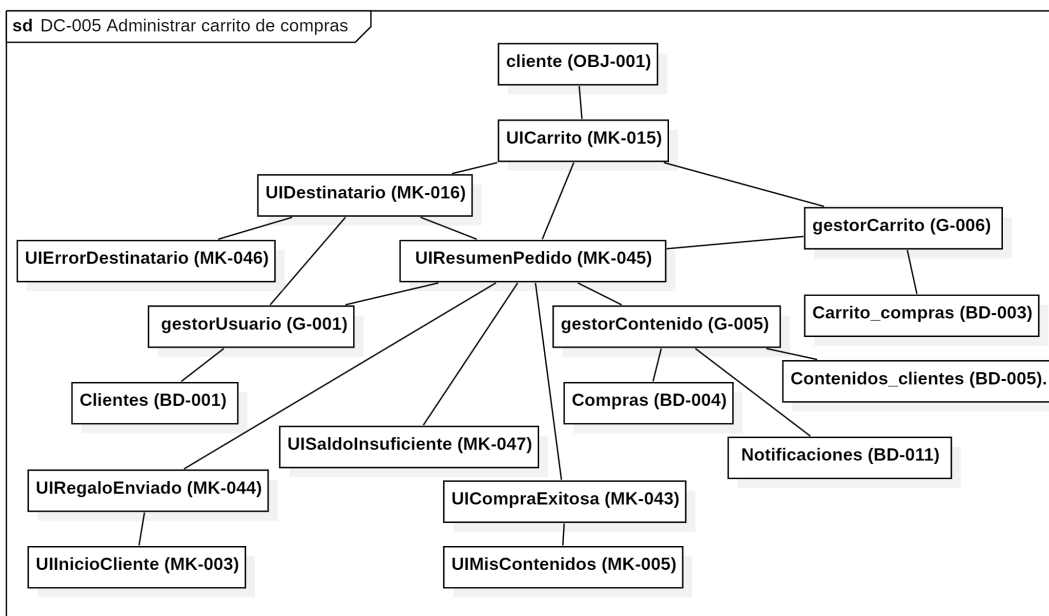 sd DC-005 Administrar carrito de compras
cliente (OBJ-001)
UICarrito (MK-015)
UIDestinatario (MK-016)
gestorCarrito (G-006)
UIErrorDestinatario (MK-046)
UIResumenPedido (MK-045)
Carrito_compras (BD-003)
gestorUsuario (G-001)
gestorContenido (G-005)
Contenidos_clientes (BD-005).
Clientes (BD-001)
Compras (BD-004)
UISaldoInsuficiente (MK-047)
Notificaciones (BD-011)
UIRegaloEnviado (MK-044)
UICompraExitosa (MK-043)
UIInicioCliente (MK-003)
UIMisContenidos (MK-005)